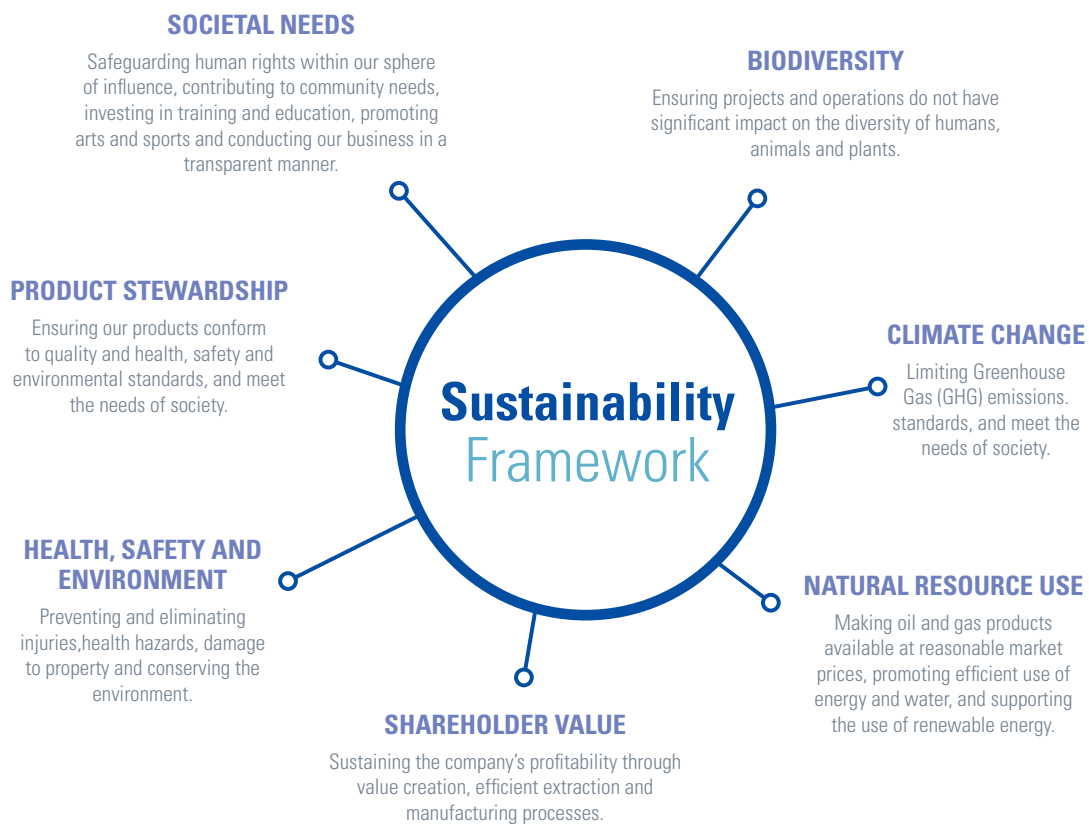 SOCIETAL NEEDS
Safeguarding human rights within our sphere
of influence, contributing to community needs,
investing in training and education, promoting
arts and sports and conducting our business in a
transparent manner.
BIODIVERSITY
Ensuring projects and operations do not have
significant impact on the diversity of humans,
animals and plants.
PRODUCT STEWARDSHIP
Ensuring our products conform
to quality and health, safety and
environmental standards, and meet
the needs of society.
CLIMATE CHANGE
Limiting Greenhouse
Gas (GHG) emissions.
standards, and meet the
needs of society.
Sustainability
Framework
HEALTH, SAFETY AND
ENVIRONMENT
Preventing and eliminating
injuries,health hazards, damage
to property and conserving the
environment.
NATURAL RESOURCE USE
Making oil and gas products
available at reasonable market
prices, promoting efficient use of
energy and water, and supporting
the use of renewable energy.
SHAREHOLDER VALUE
Sustaining the company's profitability through
value creation, efficient extraction and
manufacturing processes.